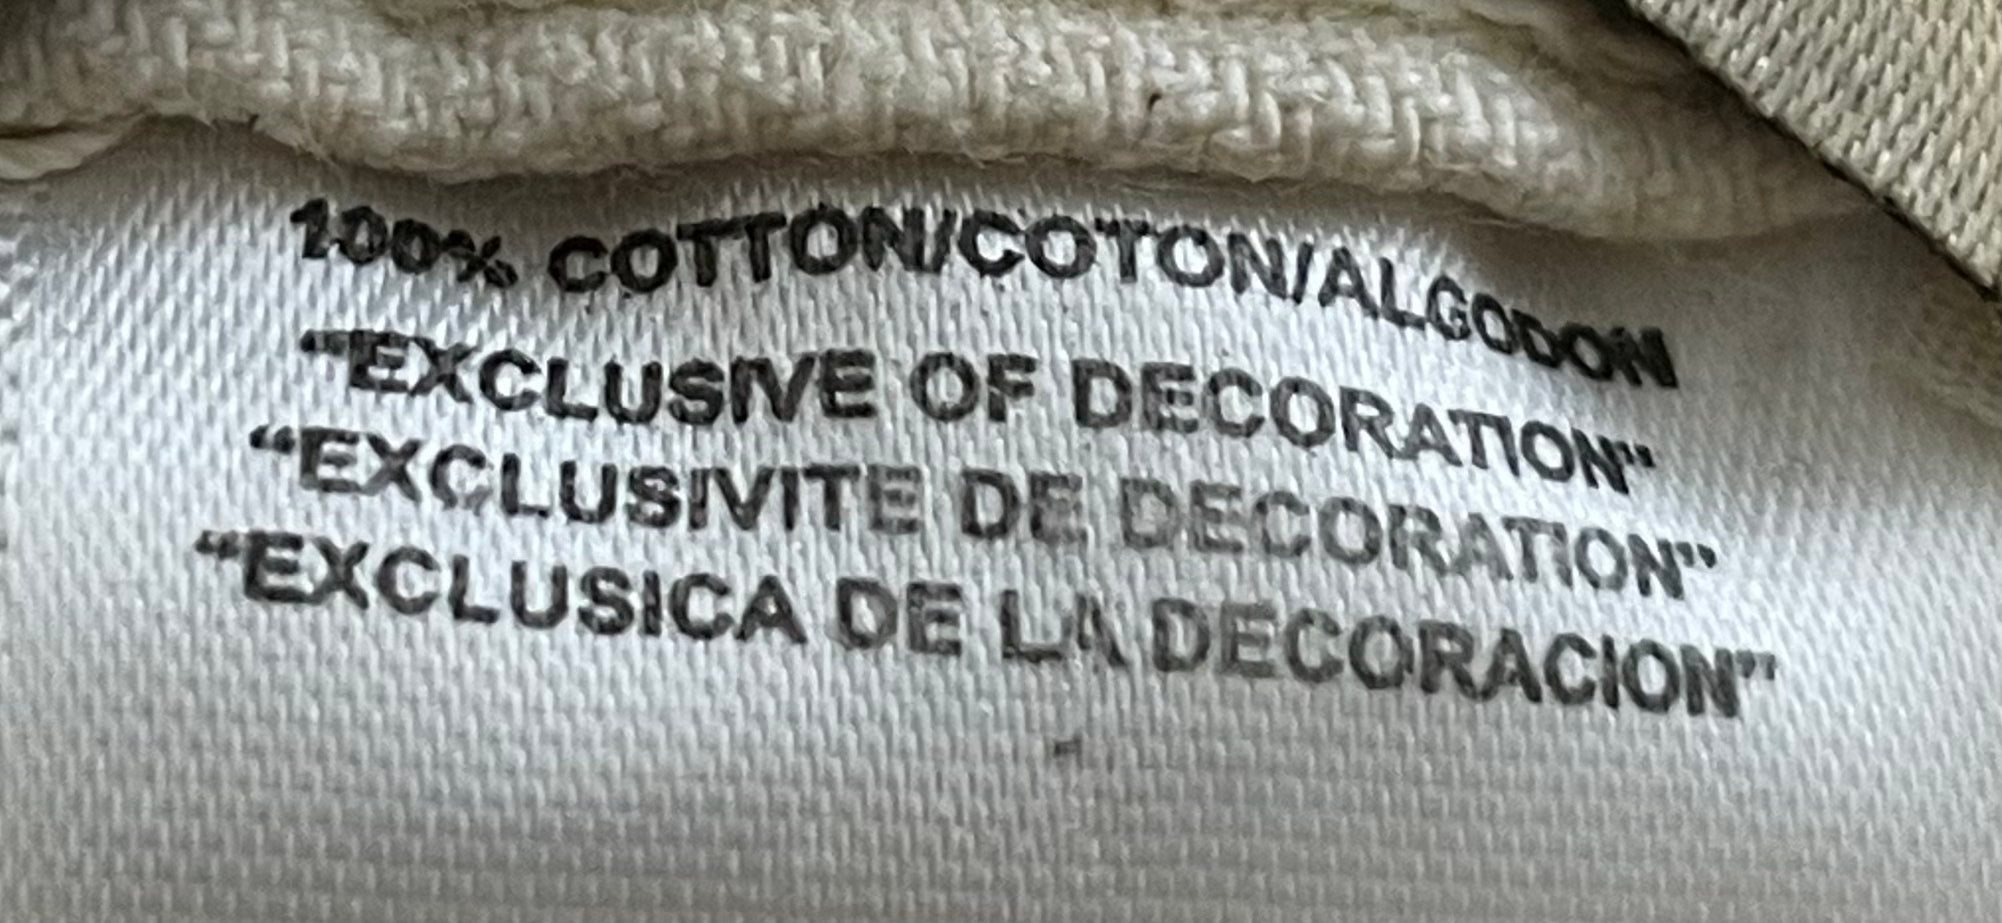 100% COTTON/COTON/ALGODON
"EXCLUSIVE OF DECORATION"
"EXCLUSIVITE DE DECORATION"
"EXCLUSICA DE LA DECORACION"